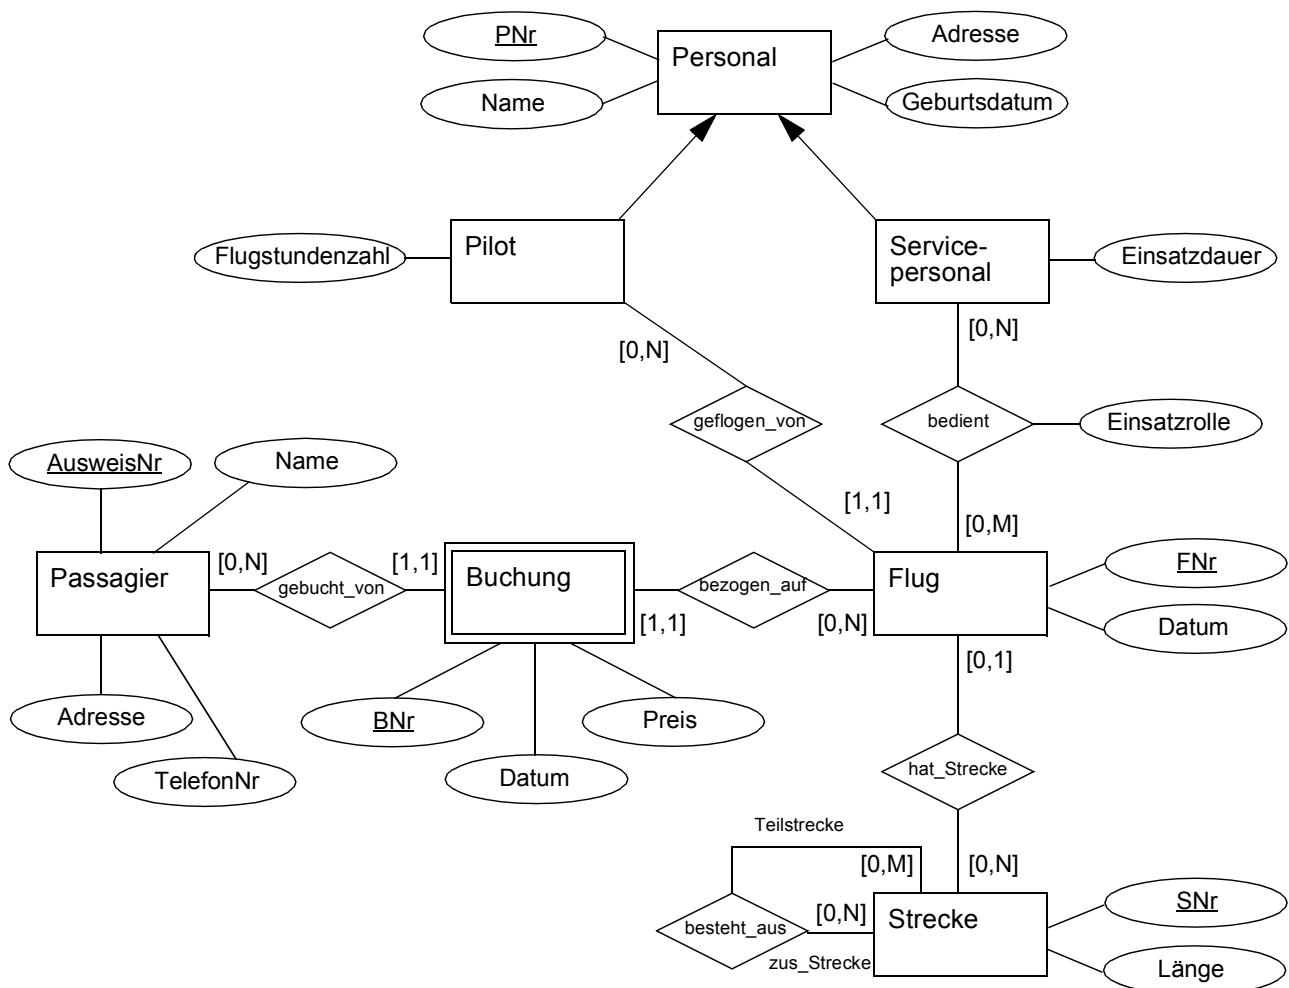 PNr
Adresse
Personal
Name
Geburtsdatum
Flugstundenzahl
Pilot
Service-
personal
Einsatzdauer
[0,N]
[0,N]
geflogen_von
bedient
Einsatzrolle
AusweisNr
Name
[1,1]
[0,M]
Passagier
[0,N]
gebucht_von
[1,1]
Buchung
bezogen_auf
Flug
FNr
[1,1]
[0,N]
Datum
[0,1]
Adresse
BNr
Preis
TelefonNr
Datum
hat_Strecke
Teilstrecke
[0,M]
[0,N]
SNr
[0,N]
Strecke
besteht_aus
zus_Strecke
Länge